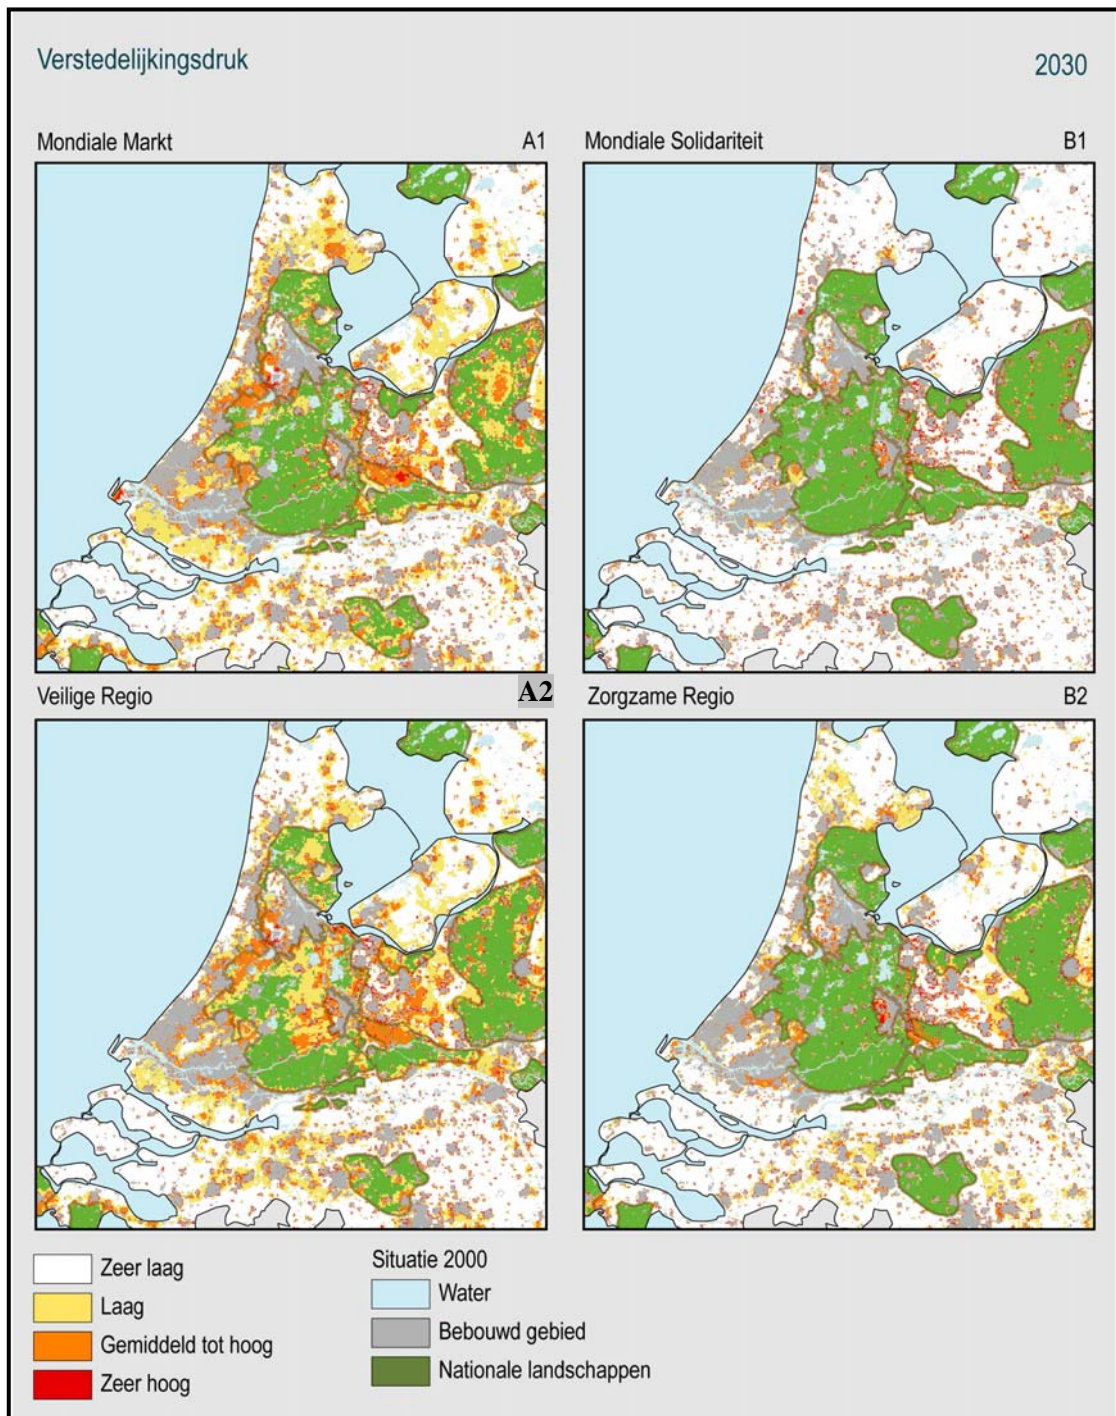 Verstedelijkingsdruk 2030
Mondiale Markt A1
Mondiale Solidariteit B1
Veilige Regio A2
Zorgzame Regio B2
Zeer laag
Laag
Gemiddeld tot hoog
Zeer hoog
Situatie 2000
Water
Bebouwd gebied
Nationale landschappen